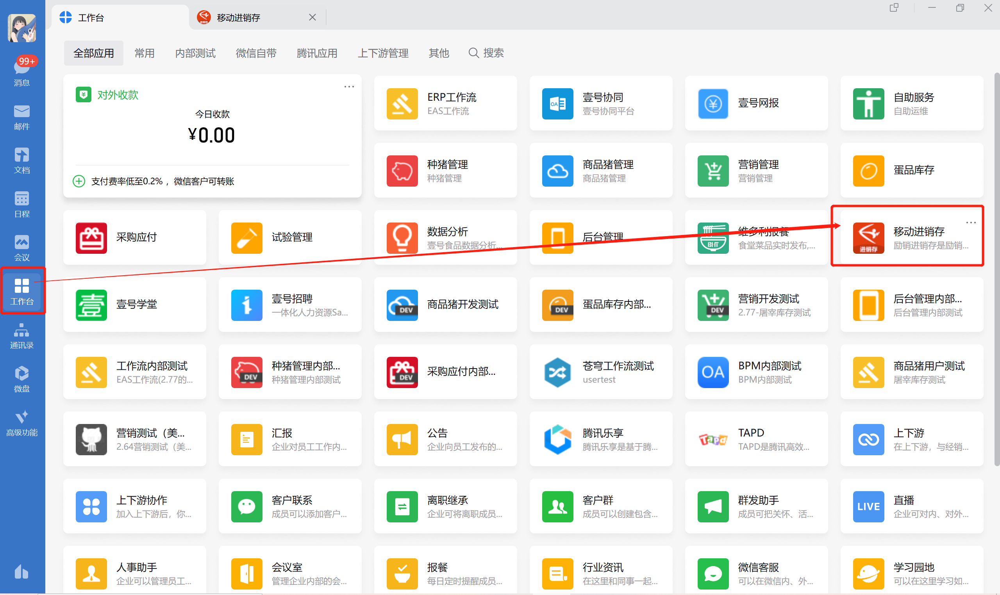 工作台
移动进销存
99+
消息
邮件
文档
日程
会议
工作台
通讯录
微盘
高级功能
全部应用
常用
内部测试
微信自带
腾讯应用
上下游管理
其他
搜索
对外收款
今日收款
¥0.00
支付费率低至0.2%，微信客户可转账
ERP工作流
EAS工作流
OA
壹号协同
壹号协同平台
壹号网报
自助服务
自助运维
种猪管理
种猪管理
商品猪管理
商品猪管理
营销管理
营销管理
蛋品库存
采购应付
试验管理
数据分析
壹号食品数据分析...
后台管理
BHT
维多利报餐
食堂菜品实时发布,...
进销存
移动进销存
励销进销存是励销...
壹
壹号学堂
壹号招聘
一体化人力资源Sa...
DEV
商品猪开发测试
DEV
蛋品库存内部...
DEV
营销开发测试
2.77-屠宰库存测试
后台管理内部...
后台管理内部测试
工作流内部测试
EAS工作流(2.77的...
DEV
种猪管理内部...
种猪管理内部测试
DEV
采购应付内部...
苍穹工作流测试
usertest
OA
BPM内部测试
BPM内部测试
商品猪用户测试
屠宰库存测试
营销测试（美...
2.64营销测试（美...
汇报
企业对员工工作内...
公告
企业向员工发布的...
腾讯乐享
腾讯乐享是基于腾...
Tapd
TAPD
TAPD是腾讯高效...
上下游
在上下游，与经销...
上下游协作
加入上下游后，你...
客户联系
成员可以添加客户...
离职继承
企业可将离职成员...
客户群
成员可以创建包含...
群发助手
成员可把关怀、活...
LIVE
直播
企业可对内、对外...
人事助手
企业可以管理员工...
会议室
管理企业内部的会...
报餐
每日定时提醒成员...
行业资讯
在这里和同事一起...
微信客服
可以在微信内、外...
学习园地
可以在这里学习如...